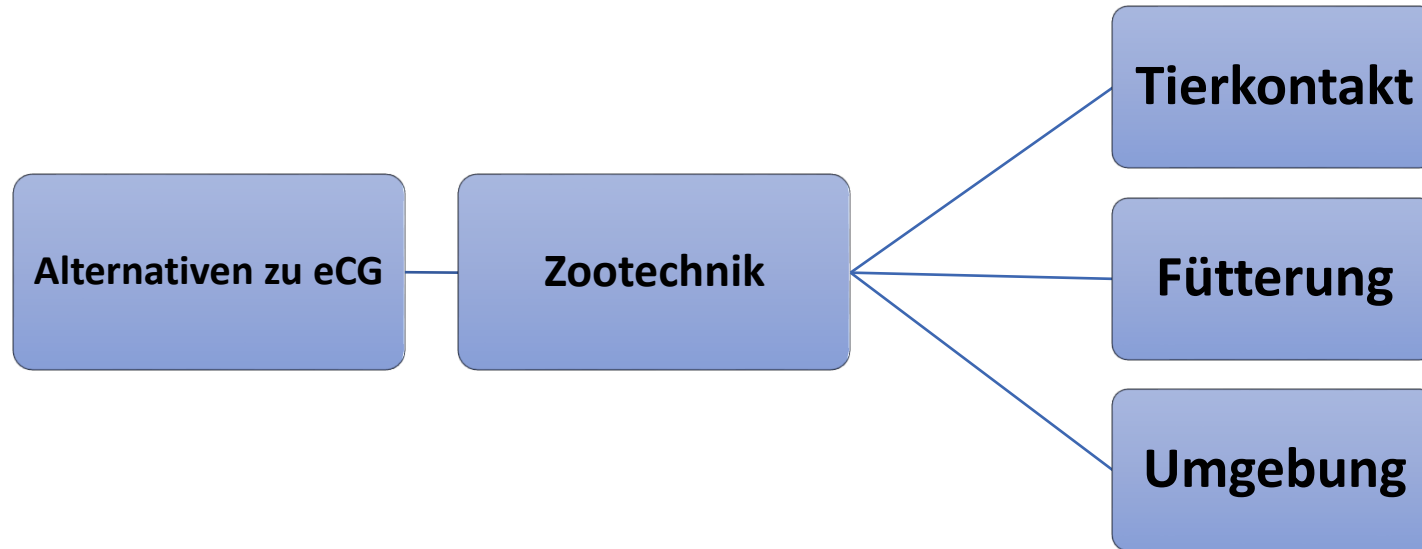 Tierkontakt
Alternativen zu eCG
Zootechnik
Fütterung
Umgebung